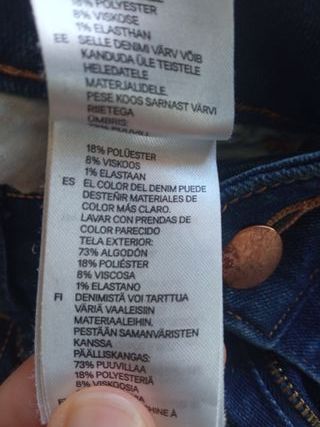 18% POLYESTER
8% VISKOSE
1% ELASTHAN
EE SELLE DENIMI VÄRV VÕIB
KANDUDA ÜLE TEISTELE
HELEDATELE
MATERJALIDELE.
PESE KOOS SARNAST VÄRVI
RIIETEGA
ÜMBRIS:
18% POLÜESTER
8% VISKOOS
1% ELASTAAN
ES EL COLOR DEL DENIM PUEDE
DESTEÑIR MATERIALES DE
COLOR MÁS CLARO.
LAVAR CON PRENDAS DE
COLOR PARECIDO
TELA EXTERIOR:
73% ALGODÓN
18% POLIÉSTER
8% VISCOSA
1% ELASTANO
FI DENIMISTÄ VOI TARTTUA
VÄRIÄ VAALEISIIN
MATERIAALEIHIN.
PESTÄÄN SAMANVÄRISTEN
KANSSA
PÄÄLLISKANGAS:
73% PUUVILLAA
18% POLYESTERIÄ
8% VISKOOSIA